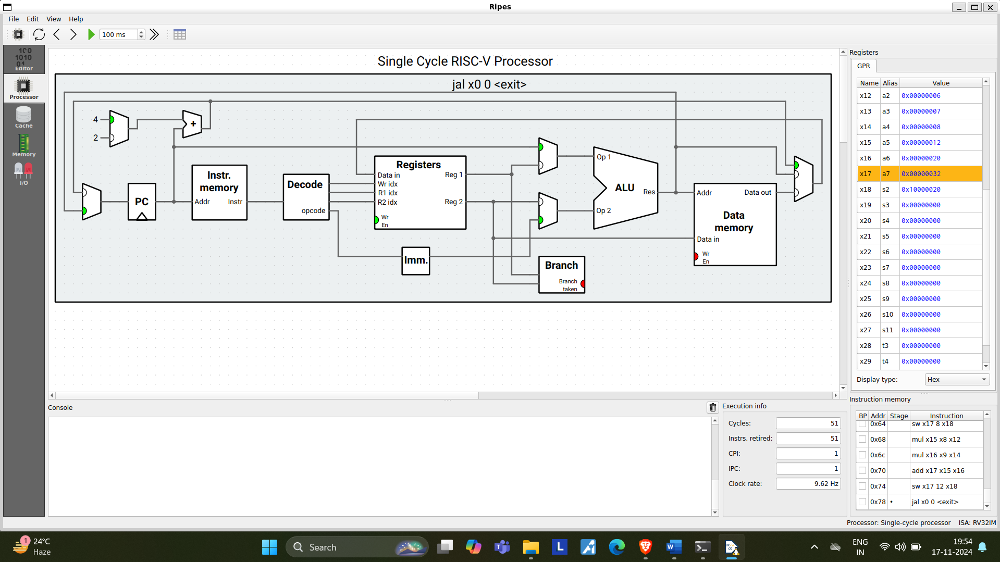 Ripes
File Edit View Help
100 ms
Editor
Processor
Cache
Memory
I/O
Single Cycle RISC-V Processor
jal x0 0 <exit>
4
2
+
PC
Instr. memory
Addr
Instr
Decode
opcode
Registers
Data in
Wr idx
R1 idx
R2 idx
Wr En
Reg 1
Reg 2
Imm.
Op 1
Op 2
ALU
Res
Branch
Branch taken
Data memory
Addr
Data out
Data in
Wr En
Registers
GPR
Name Alias Value
x12 a2 0x00000006
x13 a3 0x00000007
x14 a4 0x00000008
x15 a5 0x00000012
x16 a6 0x00000020
x17 a7 0x00000032
x18 s2 0x10000020
x19 s3 0x00000000
x20 s4 0x00000000
x21 s5 0x00000000
x22 s6 0x00000000
x23 s7 0x00000000
x24 s8 0x00000000
x25 s9 0x00000000
x26 s10 0x00000000
x27 s11 0x00000000
x28 t3 0x00000000
x29 t4 0x00000000
Display type: Hex
Console
Execution info
Cycles: 51
Instrs. retired: 51
CPI: 1
IPC: 1
Clock rate: 9.62 Hz
Instruction memory
BP Addr Stage Instruction
0x64 sw x17 8 x18
0x68 mul x15 x8 x12
0x6c mul x16 x9 x14
0x70 add x17 x15 x16
0x74 sw x17 12 x18
0x78 • jal x0 0 <exit>
Processor: Single-cycle processor ISA: RV32IM
1
24°C
Haze
Search
ENG
IN
19:54
17-11-2024